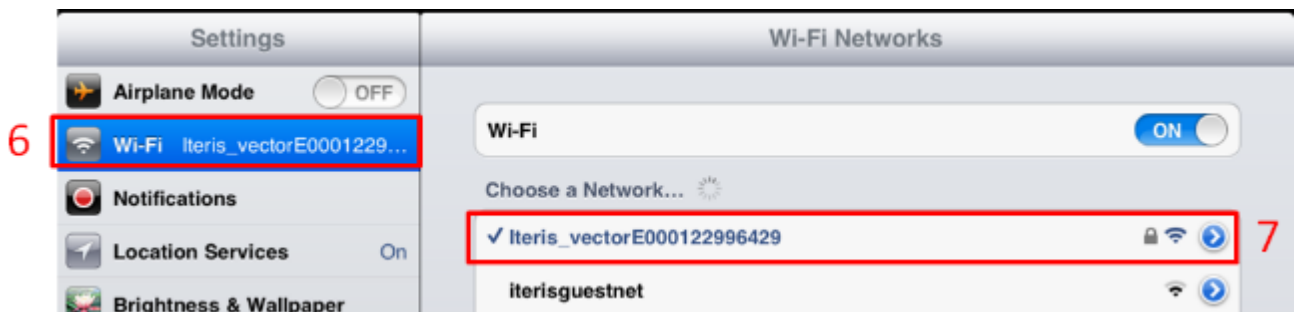 Settings
Wi-Fi Networks
Airplane Mode OFF
6
Wi-Fi Iteris_vectorE0001229...
Notifications
Location Services On
Brightness & Wallpaper
Wi-Fi ON
Choose a Network...
✓ Iteris_vectorE000122996429
7
iterisguestnet